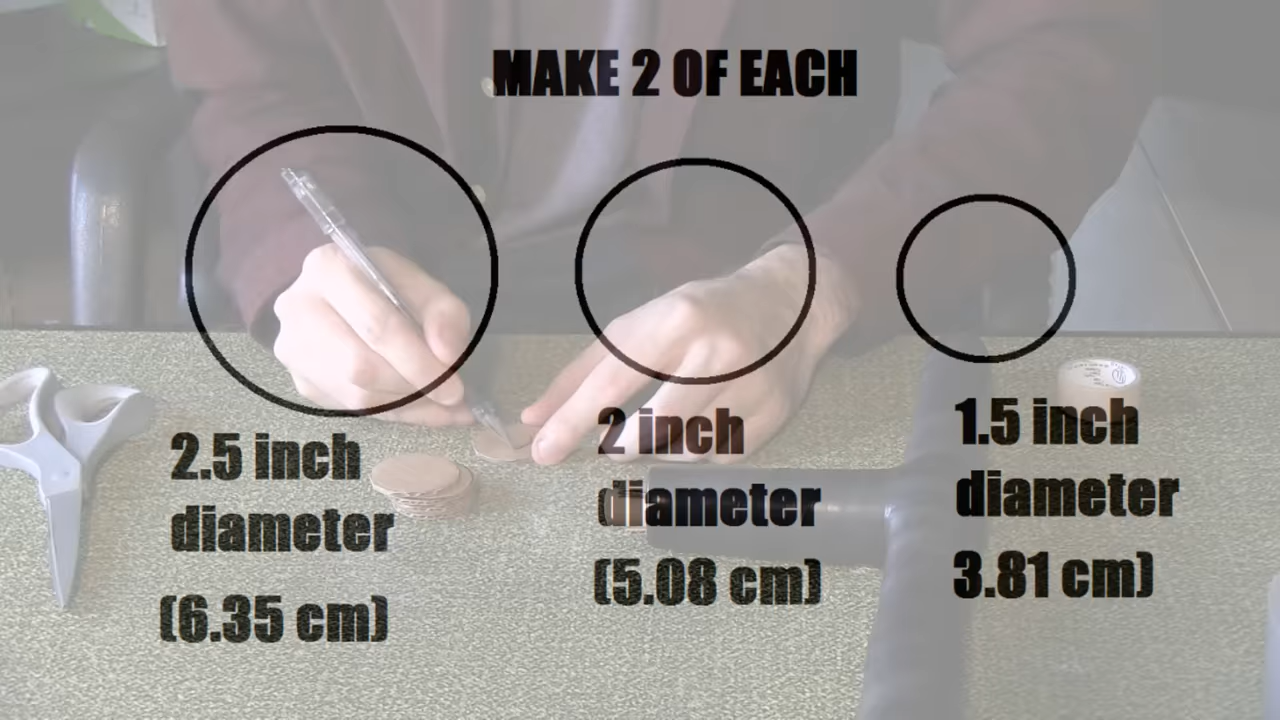 MAKE 2 OF EACH
2.5 inch
diameter
(6.35 cm)
2 inch
diameter
(5.08 cm)
1.5 inch
diameter
3.81 cm)